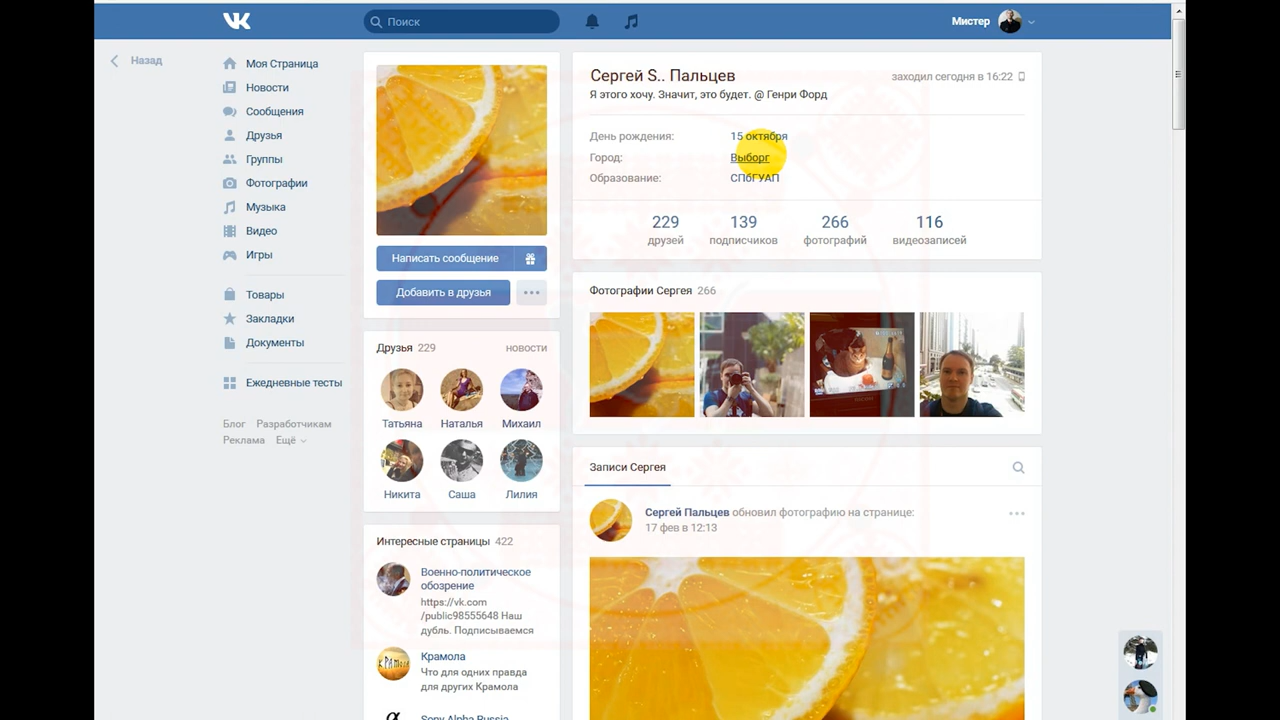 Поиск
Мистер
Назад
Моя Страница
Новости
Сообщения
Друзья
Группы
Фотографии
Музыка
Видео
Игры
Товары
Закладки
Документы
Ежедневные тесты
Блог Разработчикам
Реклама Ещё
Написать сообщение
Добавить в друзья
Друзья 229 новости
Татьяна Наталья Михаил
Никита Саша Лилия
Интересные страницы 422
Военно-политическое
обозрение
https://vk.com
/public98555648 Наш
дубль. Подписываемся
Крамола
Что для одних правда
для других Крамола
Sony Alpha Russia
Сергей S.. Пальцев заходил сегодня в 16:22
Я этого хочу. Значит, это будет. @ Генри Форд
День рождения: 15 октября
Город: Выборг
Образование: СПбГУАП
229 139 266 116
друзей подписчиков фотографий видеозаписей
Фотографии Сергея 266
Записи Сергея
Сергей Пальцев обновил фотографию на странице:
17 фев в 12:13